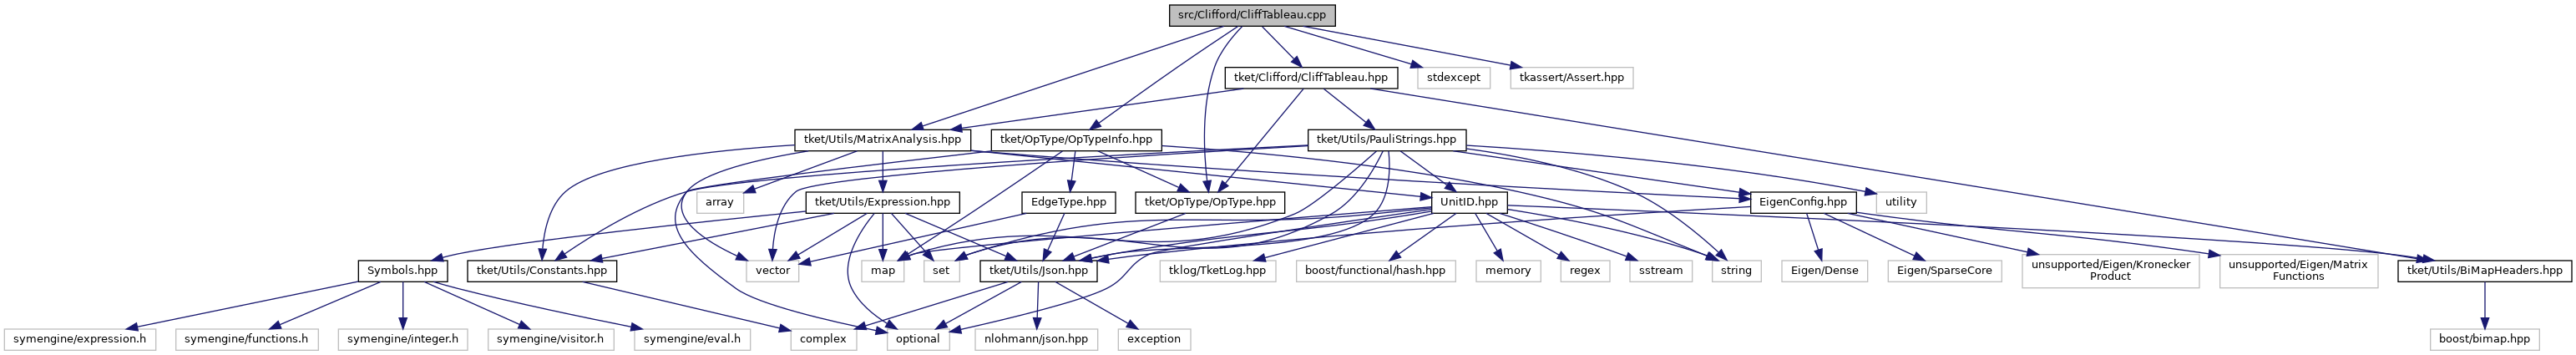 src/Clifford/CliffTableau.cpp
tket/Clifford/CliffTableau.hpp
stdexcept
tkassert/Assert.hpp
tket/Utils/MatrixAnalysis.hpp
tket/OpType/OpTypeInfo.hpp
tket/Utils/PauliStrings.hpp
array
tket/Utils/Expression.hpp
EdgeType.hpp
tket/OpType/OpType.hpp
UnitID.hpp
EigenConfig.hpp
utility
Symbols.hpp
tket/Utils/Constants.hpp
vector
map
set
tket/Utils/Json.hpp
tklog/TketLog.hpp
boost/functional/hash.hpp
memory
regex
sstream
string
Eigen/Dense
Eigen/SparseCore
unsupported/Eigen/Kronecker
Product
unsupported/Eigen/Matrix
Functions
tket/Utils/BiMapHeaders.hpp
symengine/expression.h
symengine/functions.h
symengine/integer.h
symengine/visitor.h
symengine/eval.h
complex
optional
nlohmann/json.hpp
exception
boost/bimap.hpp